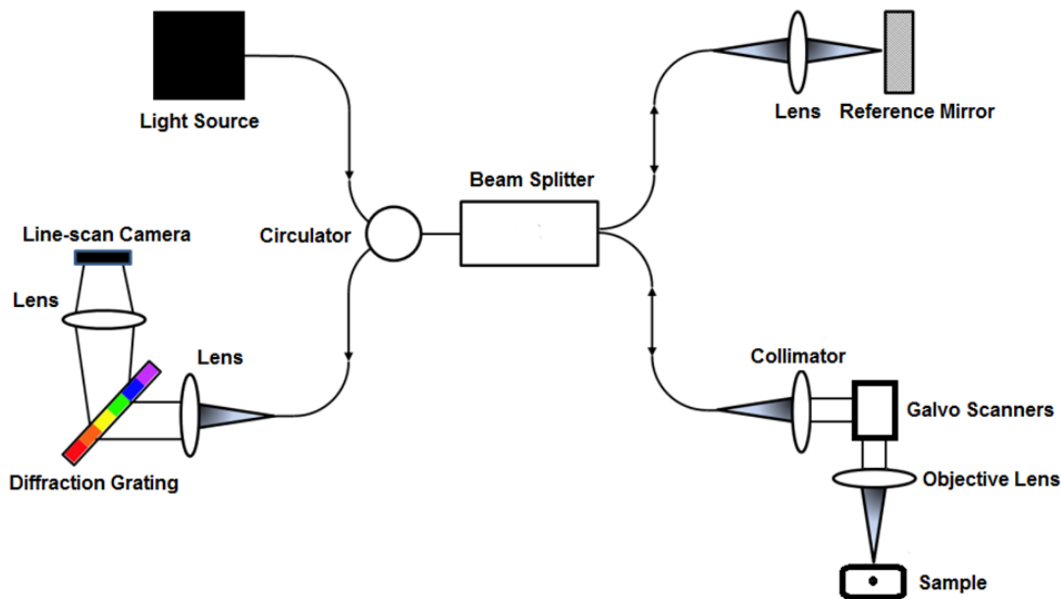 Light Source
Lens
Reference Mirror
Beam Splitter
Circulator
Line-scan Camera
Lens
Lens
Diffraction Grating
Collimator
Galvo Scanners
Objective Lens
Sample